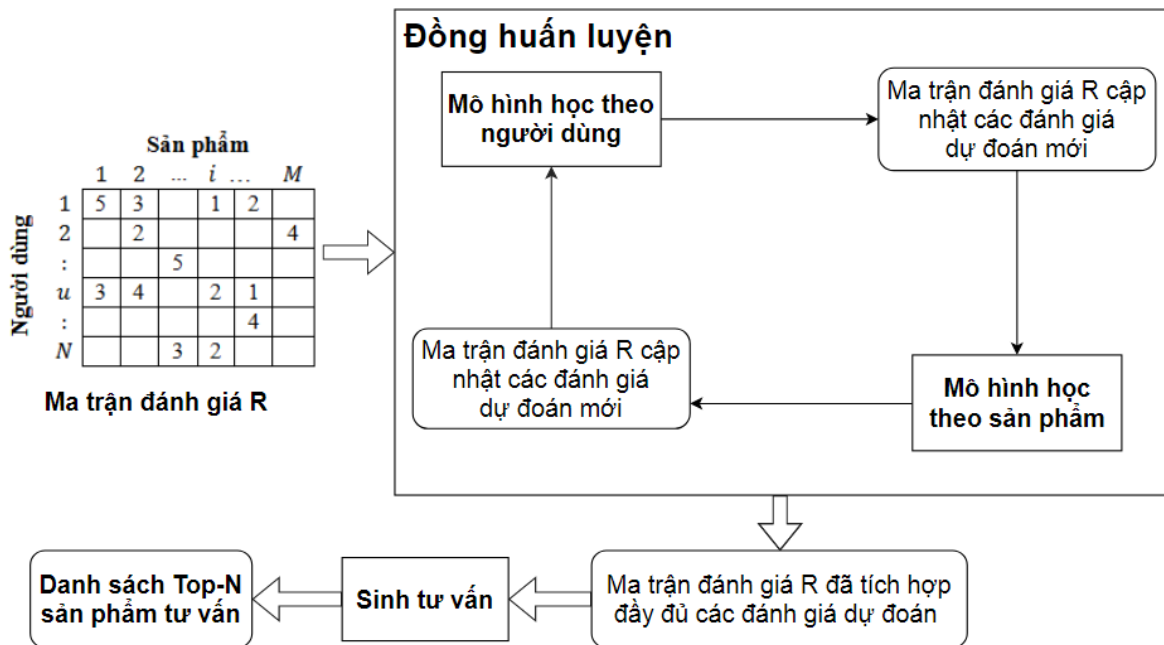 Đồng huấn luyện
Mô hình học theo
người dùng
Ma trận đánh giá R cập
nhật các đánh giá
dự đoán mới
Sản phẩm
1 2 ... i ... M
Người dùng
1 5 3 1 2
2 2 4
: 5
u 3 4 2 1
: 4
N 3 2
Ma trận đánh giá R
Ma trận đánh giá R cập
nhật các đánh giá
dự đoán mới
Mô hình học
theo sản phẩm
Danh sách Top-N
sản phẩm tư vấn
Sinh tư vấn
Ma trận đánh giá R đã tích hợp
đầy đủ các đánh giá dự đoán